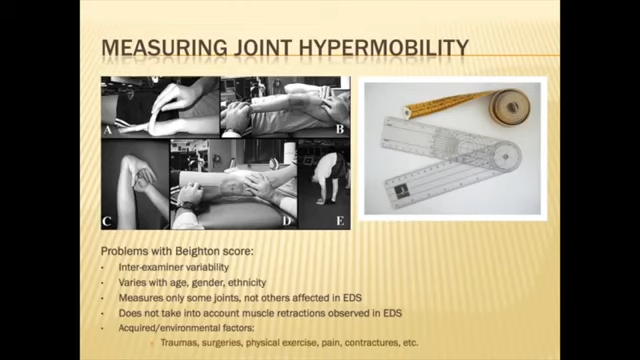 MEASURING JOINT HYPERMOBILITY
A
B
C
D
E
Problems with Beighton score:
• Inter-examiner variability
• Varies with age, gender, ethnicity
• Measures only some joints, not others affected in EDS
• Does not take into account muscle retractions observed in EDS
• Acquired/environmental factors:
Traumas, surgeries, physical exercise, pain, contractures, etc.